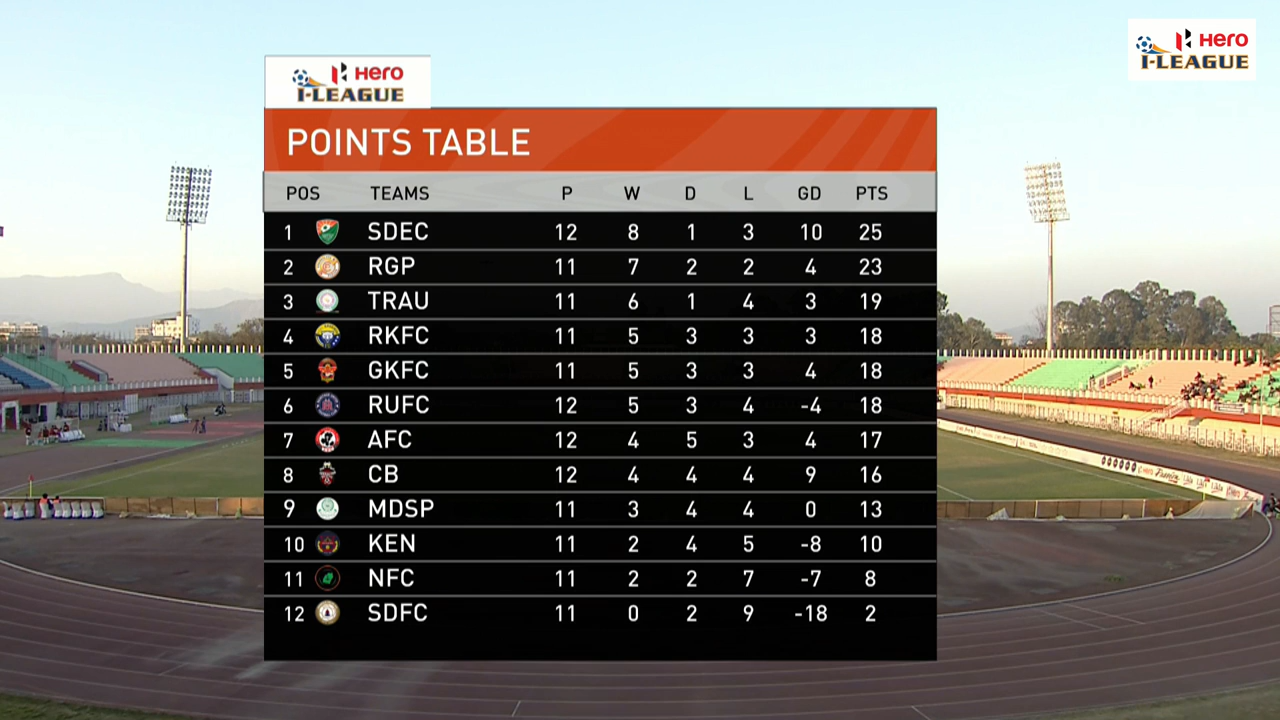 Hero
I-LEAGUE
Hero
I-LEAGUE
POINTS TABLE
POS TEAMS P W D L GD PTS
1 SDEC 12 8 1 3 10 25
2 RGP 11 7 2 2 4 23
3 TRAU 11 6 1 4 3 19
4 RKFC 11 5 3 3 3 18
5 GKFC 11 5 3 3 4 18
6 RUFC 12 5 3 4 -4 18
7 AFC 12 4 5 3 4 17
8 CB 12 4 4 4 9 16
9 MDSP 11 3 4 4 0 13
10 KEN 11 2 4 5 -8 10
11 NFC 11 2 2 7 -7 8
12 SDFC 11 0 2 9 -18 2